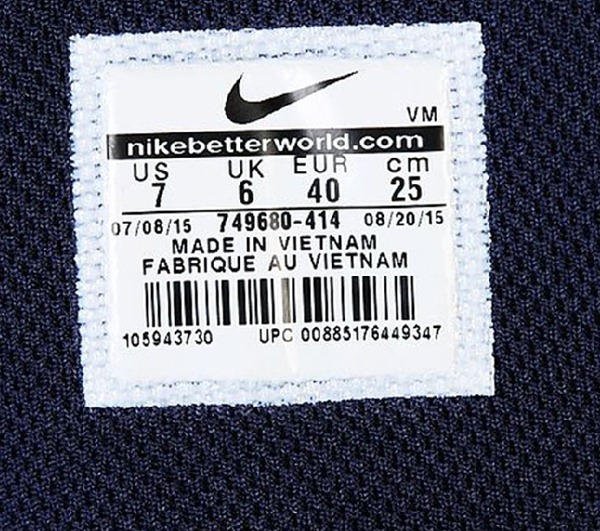 VM
nikebetterworld.com
US UK EUR cm
7 6 40 25
07/08/15 749680-414 08/20/15
MADE IN VIETNAM
FABRIQUE AU VIETNAM
105943730 UPC 00885176449347